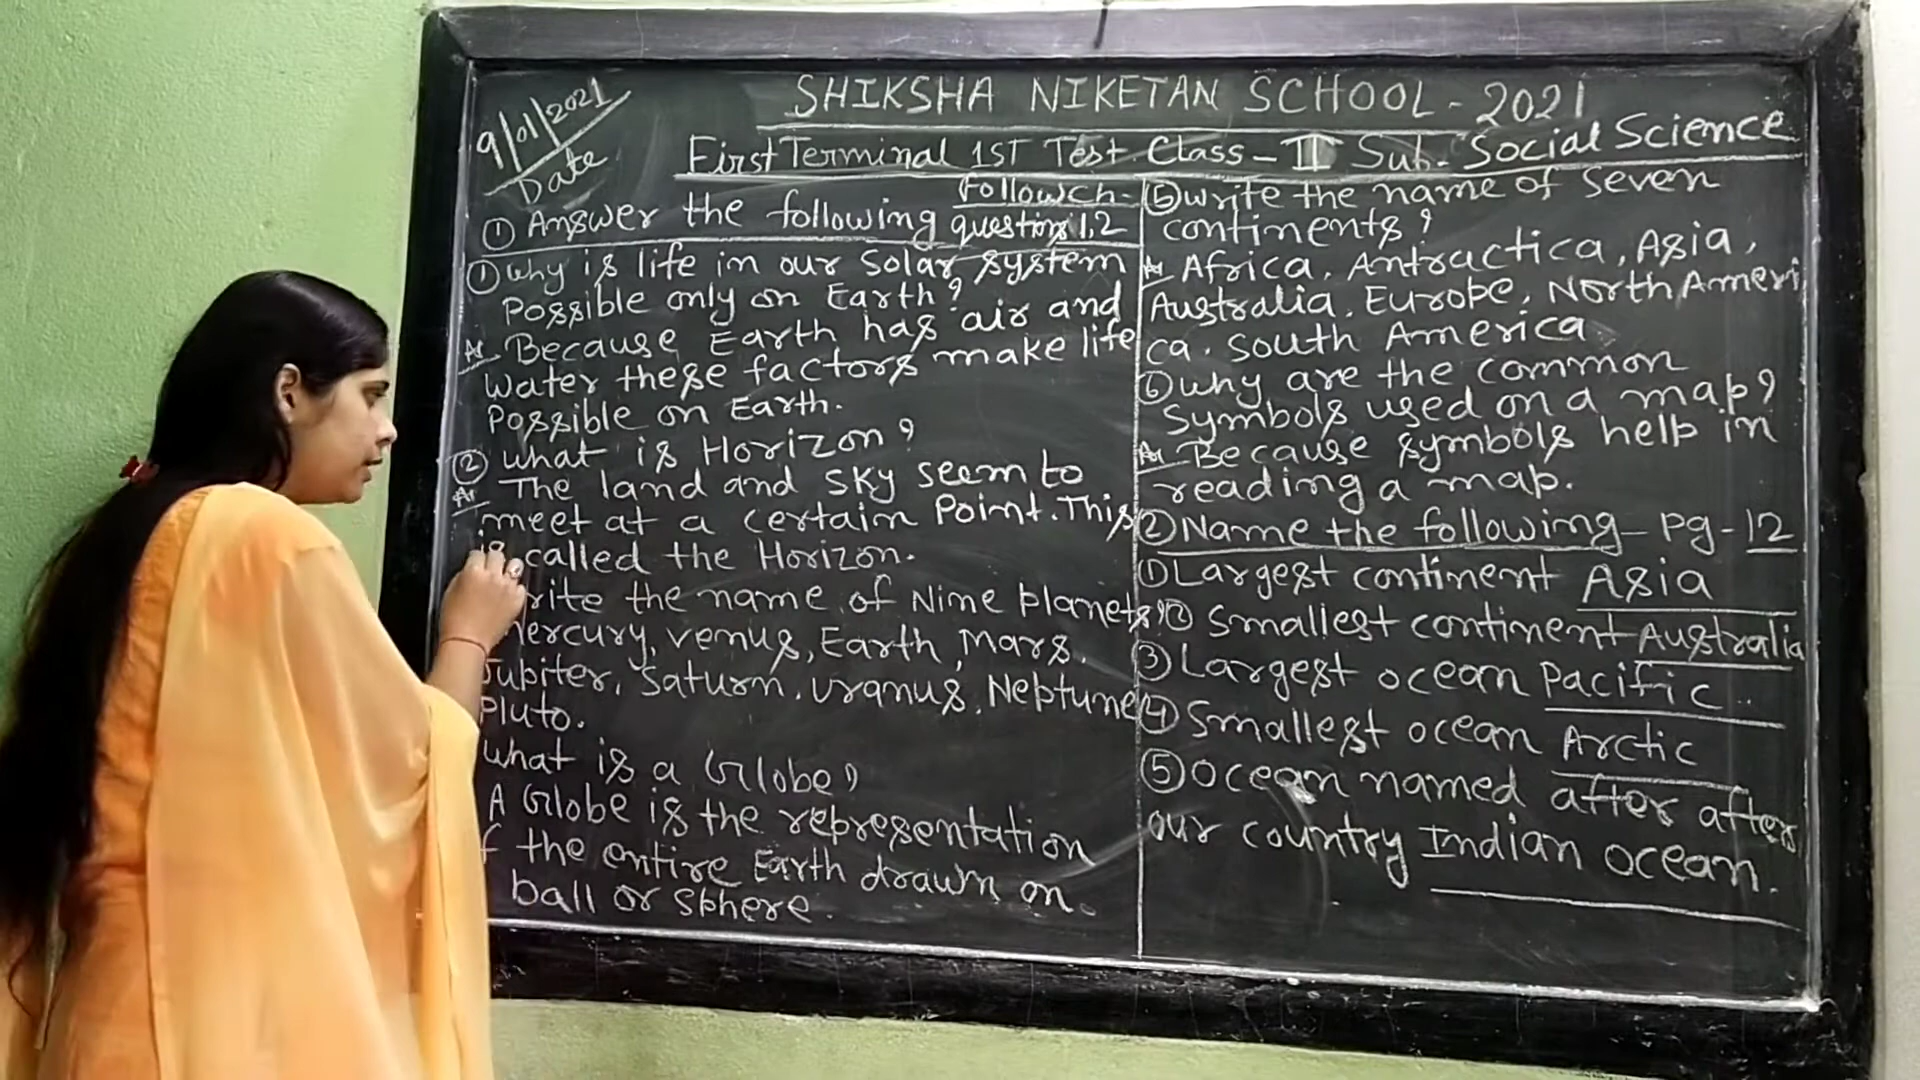 9/01/2021
Date
SHIKSHA NIKETAN SCHOOL - 2021
First Terminal 1ST Test. Class - II Sub - Social Science
Follow Ch-
① Answer the following questions 1,2
① Why is life in our Solar System
Possible only on Earth?
As Because Earth has air and
Water these factors make life
Possible on Earth.
② What is Horizon?
As The land and sky seem to
meet at a certain Point. This
is called the Horizon.
rite the name of Nine Planets?
Mercury, Venus, Earth, Mars,
Jupiter, Saturn, Uranus, Neptune
Pluto.
What is a Globe?
A Globe is the representation
f the entire Earth drawn on
ball or sphere.
⑤ write the name of seven
continents?
As Africa, Antractica, Asia,
Australia, Europe, North Ameri
ca. South America.
⑥ why are the common
Symbols used on a map?
As Because symbols help in
reading a map.
② Name the following - pg - 12
① Largest continent Asia
② Smallest continent Australia
③ Largest ocean Pacific..
④ Smallest ocean Arctic
⑤ Ocean named after after
our country Indian Ocean.